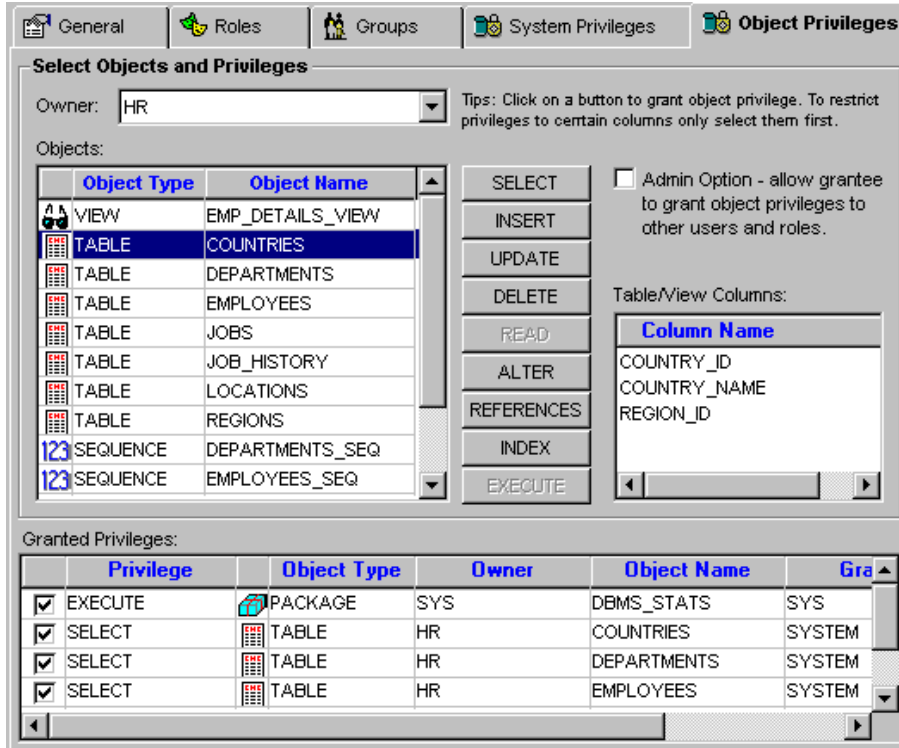 General Roles Groups System Privileges Object Privileges
Select Objects and Privileges
Owner: HR
Tips: Click on a button to grant object privilege. To restrict
privileges to cerntain columns only select them first.
Objects:
Object Type Object Name
VIEW EMP_DETAILS_VIEW
TABLE COUNTRIES
TABLE DEPARTMENTS
TABLE EMPLOYEES
TABLE JOBS
TABLE JOB_HISTORY
TABLE LOCATIONS
TABLE REGIONS
123 SEQUENCE DEPARTMENTS_SEQ
123 SEQUENCE EMPLOYEES_SEQ
SELECT
INSERT
UPDATE
DELETE
READ
ALTER
REFERENCES
INDEX
EXECUTE
Admin Option - allow grantee
to grant object privileges to
other users and roles.
Table/View Columns:
Column Name
COUNTRY_ID
COUNTRY_NAME
REGION_ID
Granted Privileges:
Privilege Object Type Owner Object Name Gra
EXECUTE PACKAGE SYS DBMS_STATS SYS
SELECT TABLE HR COUNTRIES SYSTEM
SELECT TABLE HR DEPARTMENTS SYSTEM
SELECT TABLE HR EMPLOYEES SYSTEM